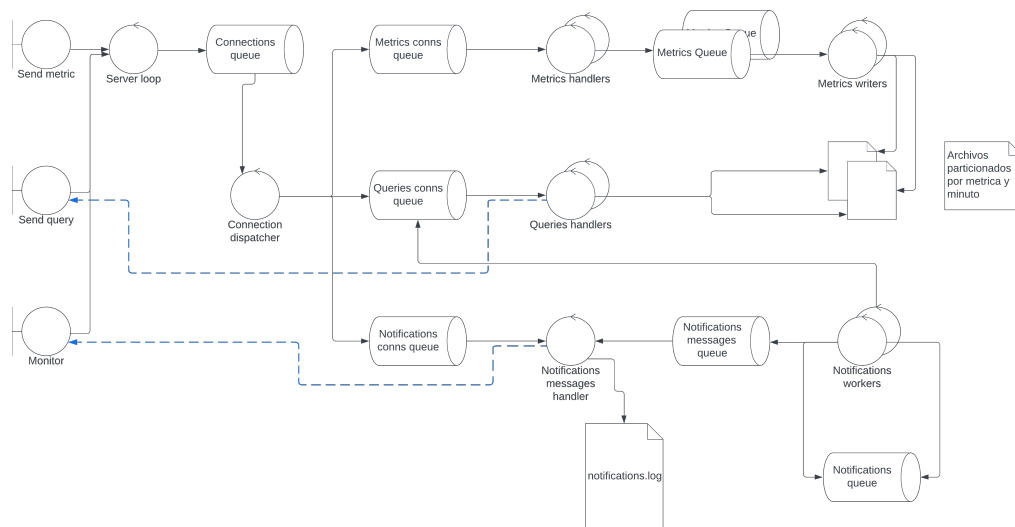 Send metric
Server loop
Connections
queue
Metrics conns
queue
Metrics handlers
Metrics Queue
Queue
Metrics writers
Send query
Connection
dispatcher
Queries conns
queue
Queries handlers
Archivos
particionados
por metrica y
minuto
Monitor
Notifications
conns queue
Notifications
messages
handler
Notifications
messages
queue
Notifications
workers
notifications.log
Notifications
queue